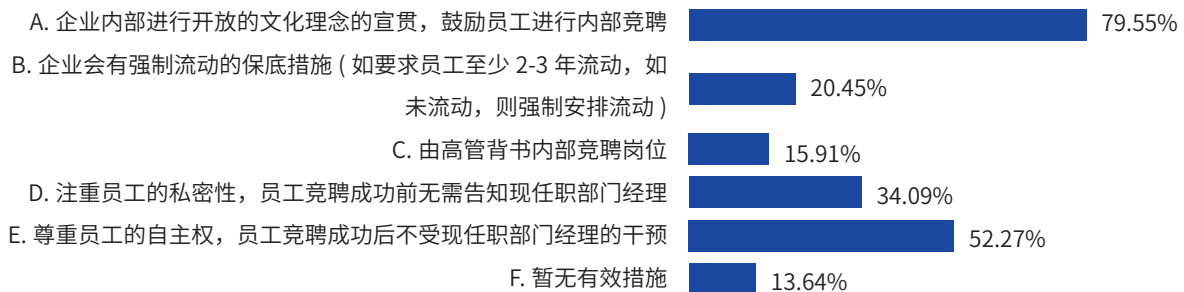 A. 企业内部进行开放的文化理念的宣贯，鼓励员工进行内部竞聘 79.55%
B. 企业会有强制流动的保底措施 ( 如要求员工至少 2-3 年流动，如
未流动，则强制安排流动 ) 20.45%
C. 由高管背书内部竞聘岗位 15.91%
D. 注重员工的私密性，员工竞聘成功前无需告知现任职部门经理 34.09%
E. 尊重员工的自主权，员工竞聘成功后不受现任职部门经理的干预 52.27%
F. 暂无有效措施 13.64%